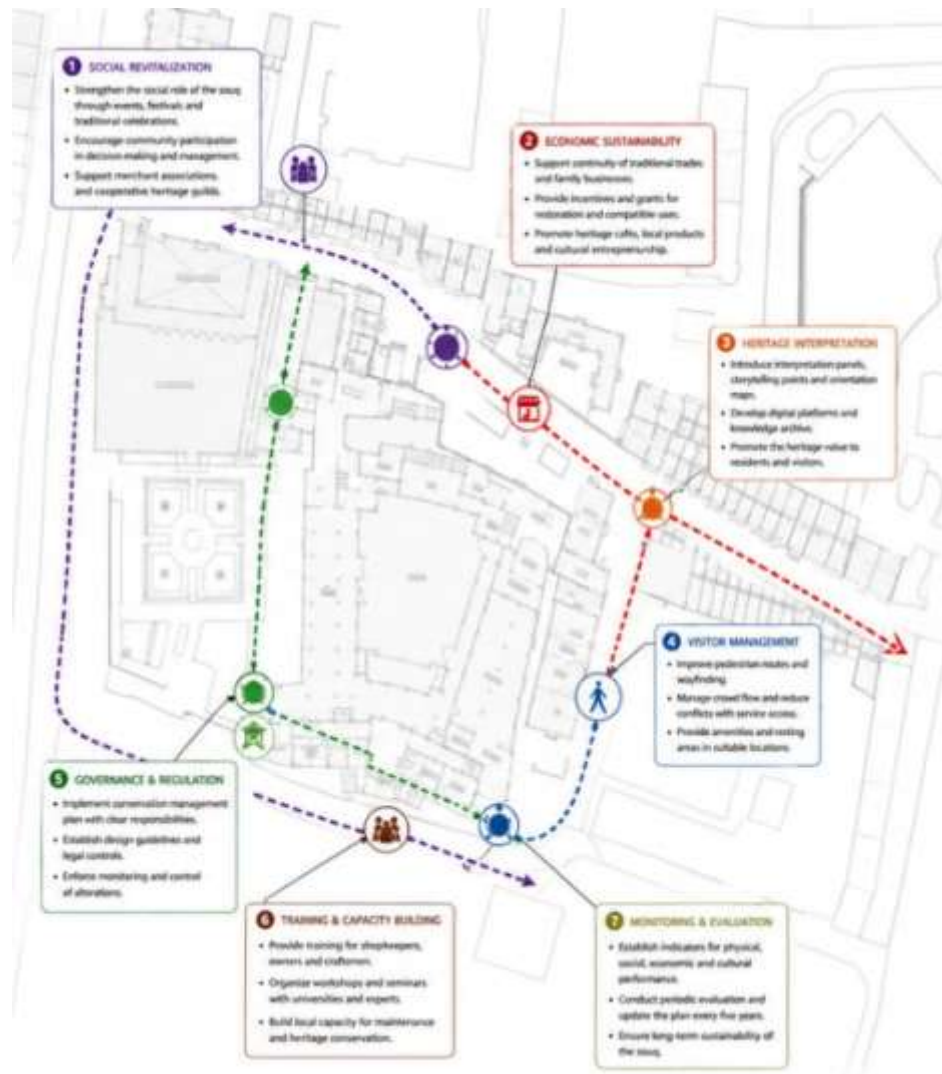 1 SOCIAL REVITALIZATION
• Strengthen the social role of the souq
through events, festivals and
traditional celebrations.
• Encourage community participation
in decision-making and management.
• Support merchant associations
and cooperative heritage guilds.
2 ECONOMIC SUSTAINABILITY
• Support continuity of traditional trades
and family businesses.
• Provide incentives and grants for
restoration and compatible uses.
• Promote heritage cafés, local products
and cultural entreprenurship.
3 HERITAGE INTERPRETATION
• Introduce interpretation panels,
storytelling points and orientation
maps.
• Develop digital platforms and
knowledge archive.
• Promote the heritage value to
residents and visitors.
4 VISITOR MANAGEMENT
• Improve pedestrian routes and
wayfinding.
• Manage crowd flow and reduce
conflicts with service access.
• Provide amenities and resting
areas in suitable locations.
5 GOVERNANCE & REGULATION
• Implement conservation management
plan with clear responsibilities.
• Establish design guidelines and
legal controls.
• Enforce monitoring and control
of alterations.
6 TRAINING & CAPACITY BUILDING
• Provide training for shopkeepers,
owners and craftsmen.
• Organize workshops and seminars
with universities and experts.
• Build local capacity for maintenance
and heritage conservation.
7 MONITORING & EVALUATION
• Establish indicators for physical,
social, economic and cultural
performance.
• Conduct periodic evaluation and
update the plan every five years.
• Ensure long-term sustainability of
the souq.